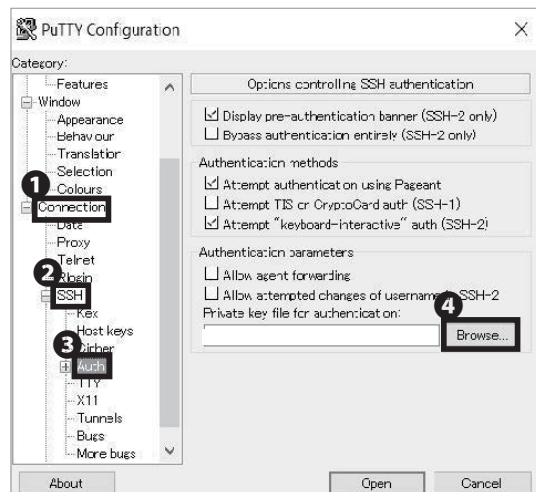 PuTTY Configuration
Category:
Features
Window
Appearance
Behaviour
Translation
Selection
Colours
1
Connection
Data
Proxy
Telnet
Rlogin
2
SSH
Kex
Host keys
Cipher
3
Auth
TTY
X11
Tunnels
Bugs
More bugs
Options controlling SSH authentication
Display pre-authentication banner (SSH-2 only)
Bypass authentication entirely (SSH-2 only)
Authentication methods
Attempt authentication using Pageant
Attempt TIS or CryptoCard auth (SSH-1)
Attempt "keyboard-interactive" auth (SSH-2)
Authentication parameters
Allow agent forwarding
Allow attempted changes of username in SSH-2
Private key file for authentication:
4
Browse...
About
Open
Cancel